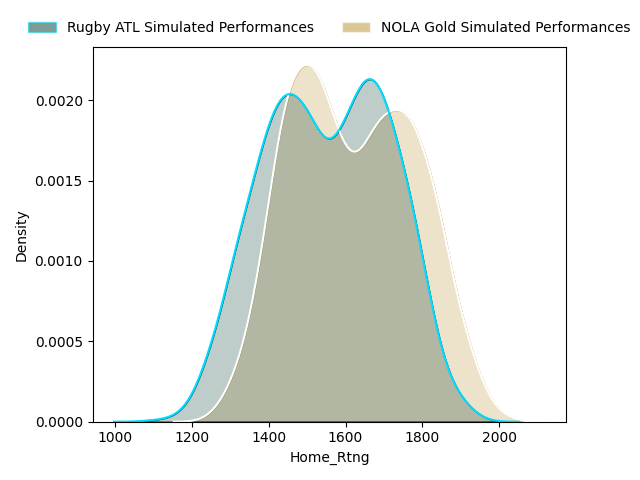 Rugby ATL Simulated Performances
NOLA Gold Simulated Performances
0.0020
0.0015
0.0010
0.0005
0.0000
Density
1000 1200 1400 1600 1800 2000
Home_Rtng